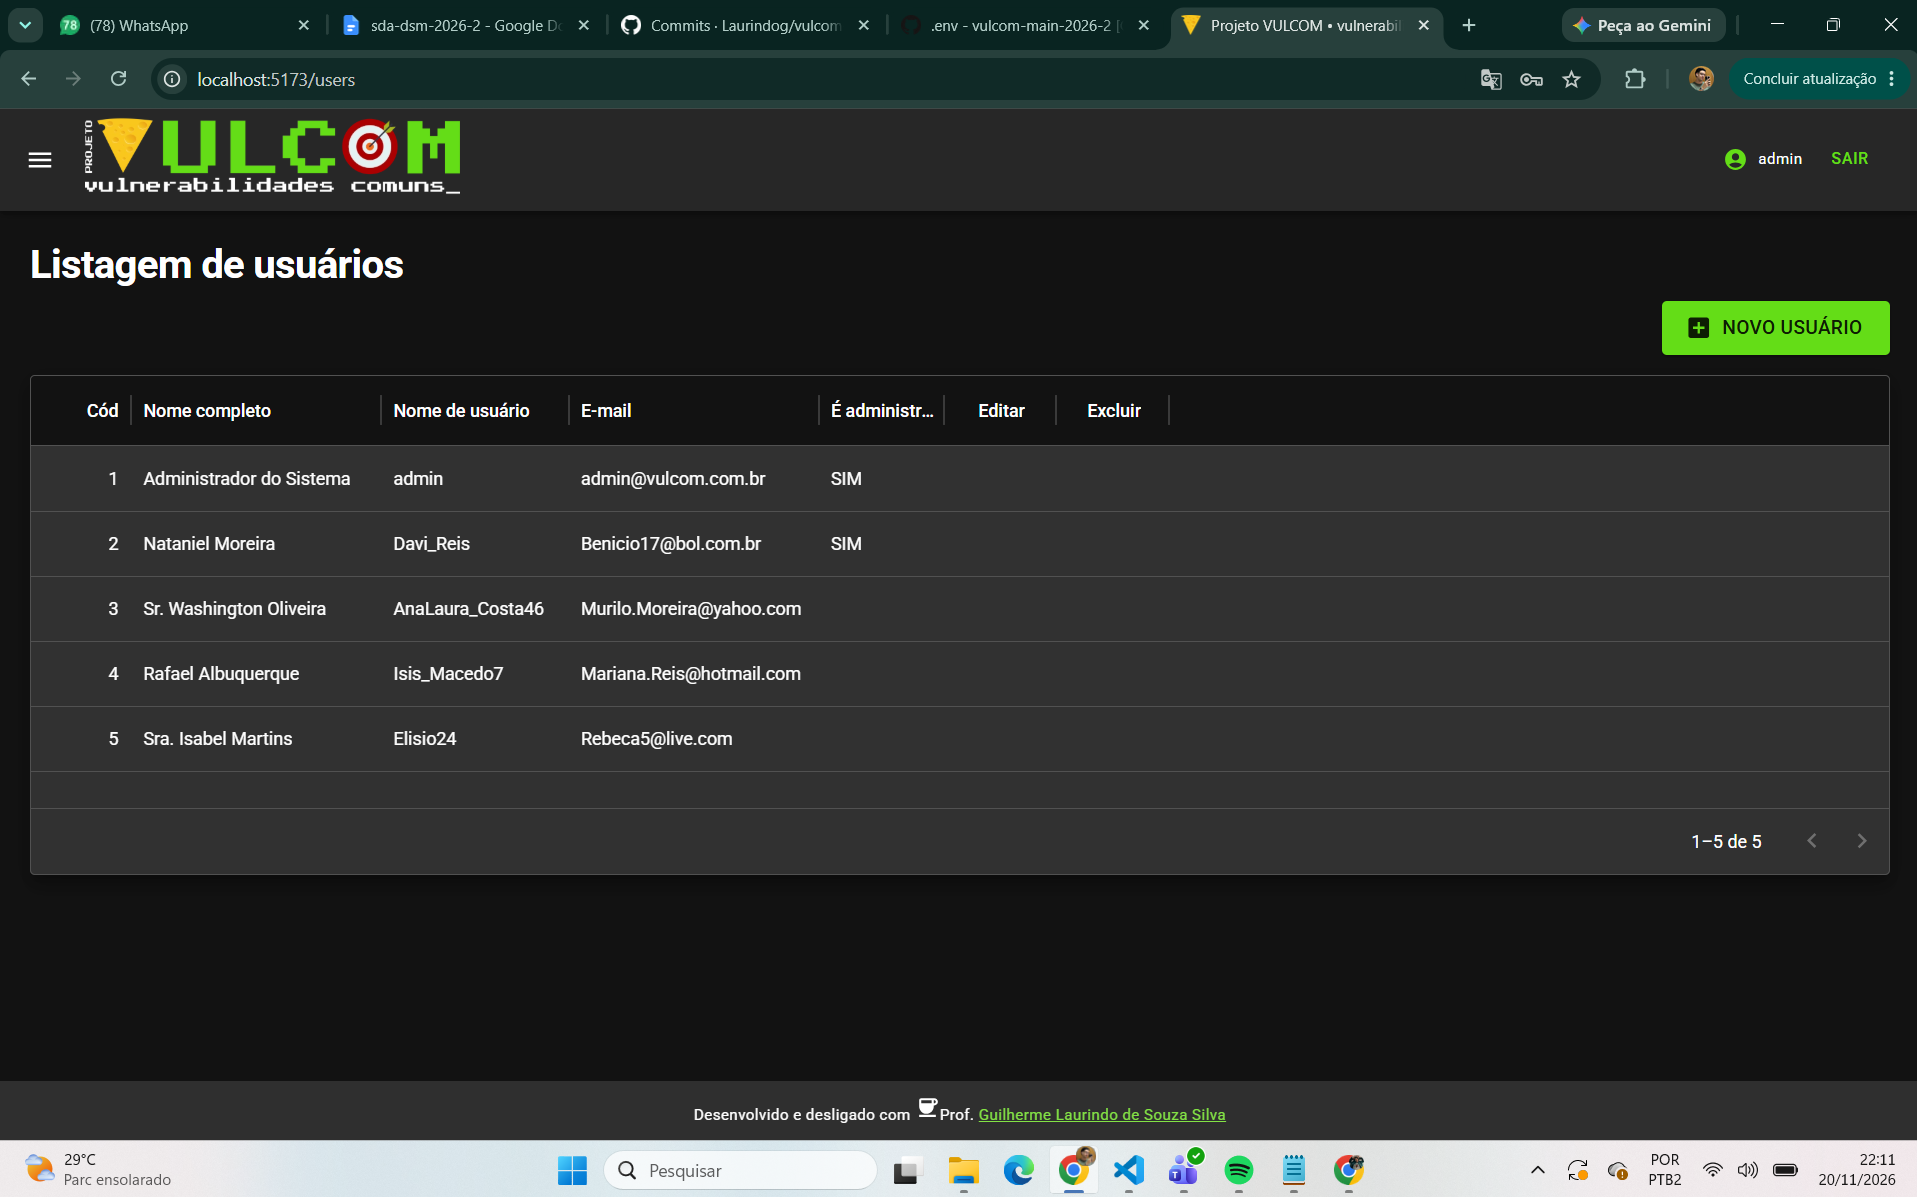 78 (78) WhatsApp
sda-dsm-2026-2 - Google Do
Commits · Laurindog/vulcom
.env - vulcom-main-2026-2 [
Projeto VULCOM • vulnerabil
Peça ao Gemini
localhost:5173/users
Concluir atualização
PROJETO VULCOM
vulnerabilidades comuns_
admin SAIR
Listagem de usuários
NOVO USUÁRIO
Cód Nome completo Nome de usuário E-mail É administr... Editar Excluir
1 Administrador do Sistema admin admin@vulcom.com.br SIM
2 Nataniel Moreira Davi_Reis Benicio17@bol.com.br SIM
3 Sr. Washington Oliveira AnaLaura_Costa46 Murilo.Moreira@yahoo.com
4 Rafael Albuquerque Isis_Macedo7 Mariana.Reis@hotmail.com
5 Sra. Isabel Martins Elisio24 Rebeca5@live.com
1–5 de 5
Desenvolvido e desligado com Prof. Guilherme Laurindo de Souza Silva
29°C
Parc ensolarado
Pesquisar
POR
PTB2
22:11
20/11/2026